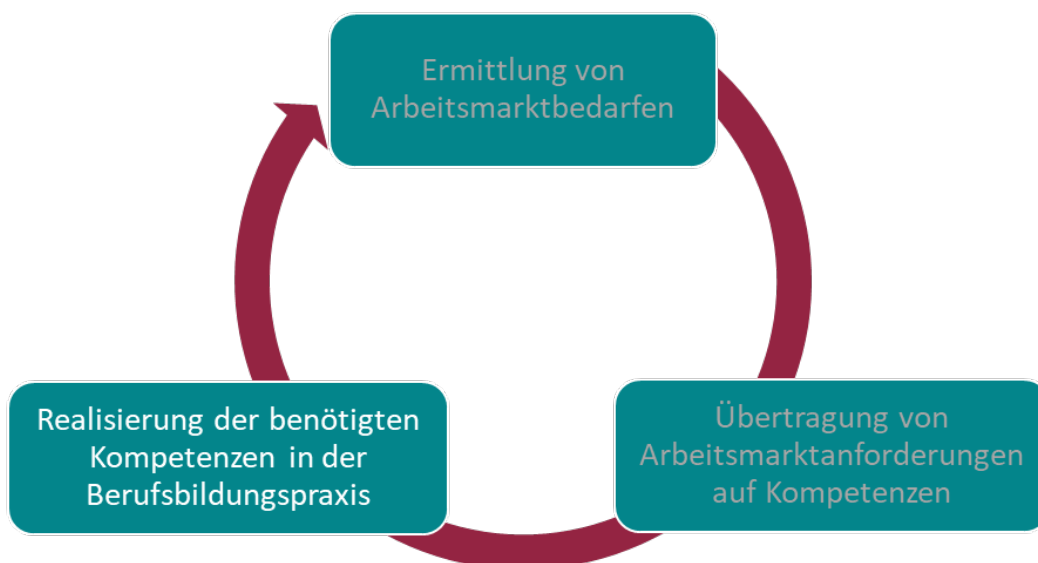 Ermittlung von
Arbeitsmarktbedarfen
Übertragung von
Arbeitsmarktanforderungen
auf Kompetenzen
Realisierung der benötigten
Kompetenzen in der
Berufsbildungspraxis